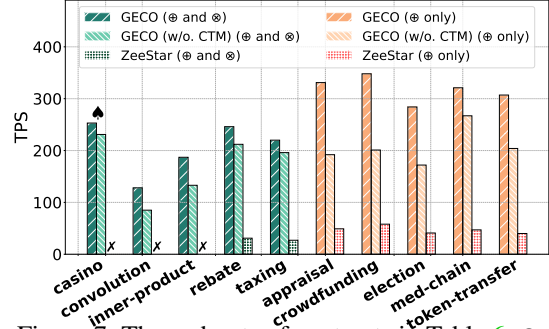 GECO (⊕ and ⊗)
GECO (w/o. CTM) (⊕ and ⊗)
ZeeStar (⊕ and ⊗)
GECO (⊕ only)
GECO (w/o. CTM) (⊕ only)
ZeeStar (⊕ only)
TPS
400
300
200
100
0
♠
✗ ✗ ✗
casino
convolution
inner-product
rebate
taxing
appraisal
crowdfunding
election
med-chain
token-transfer